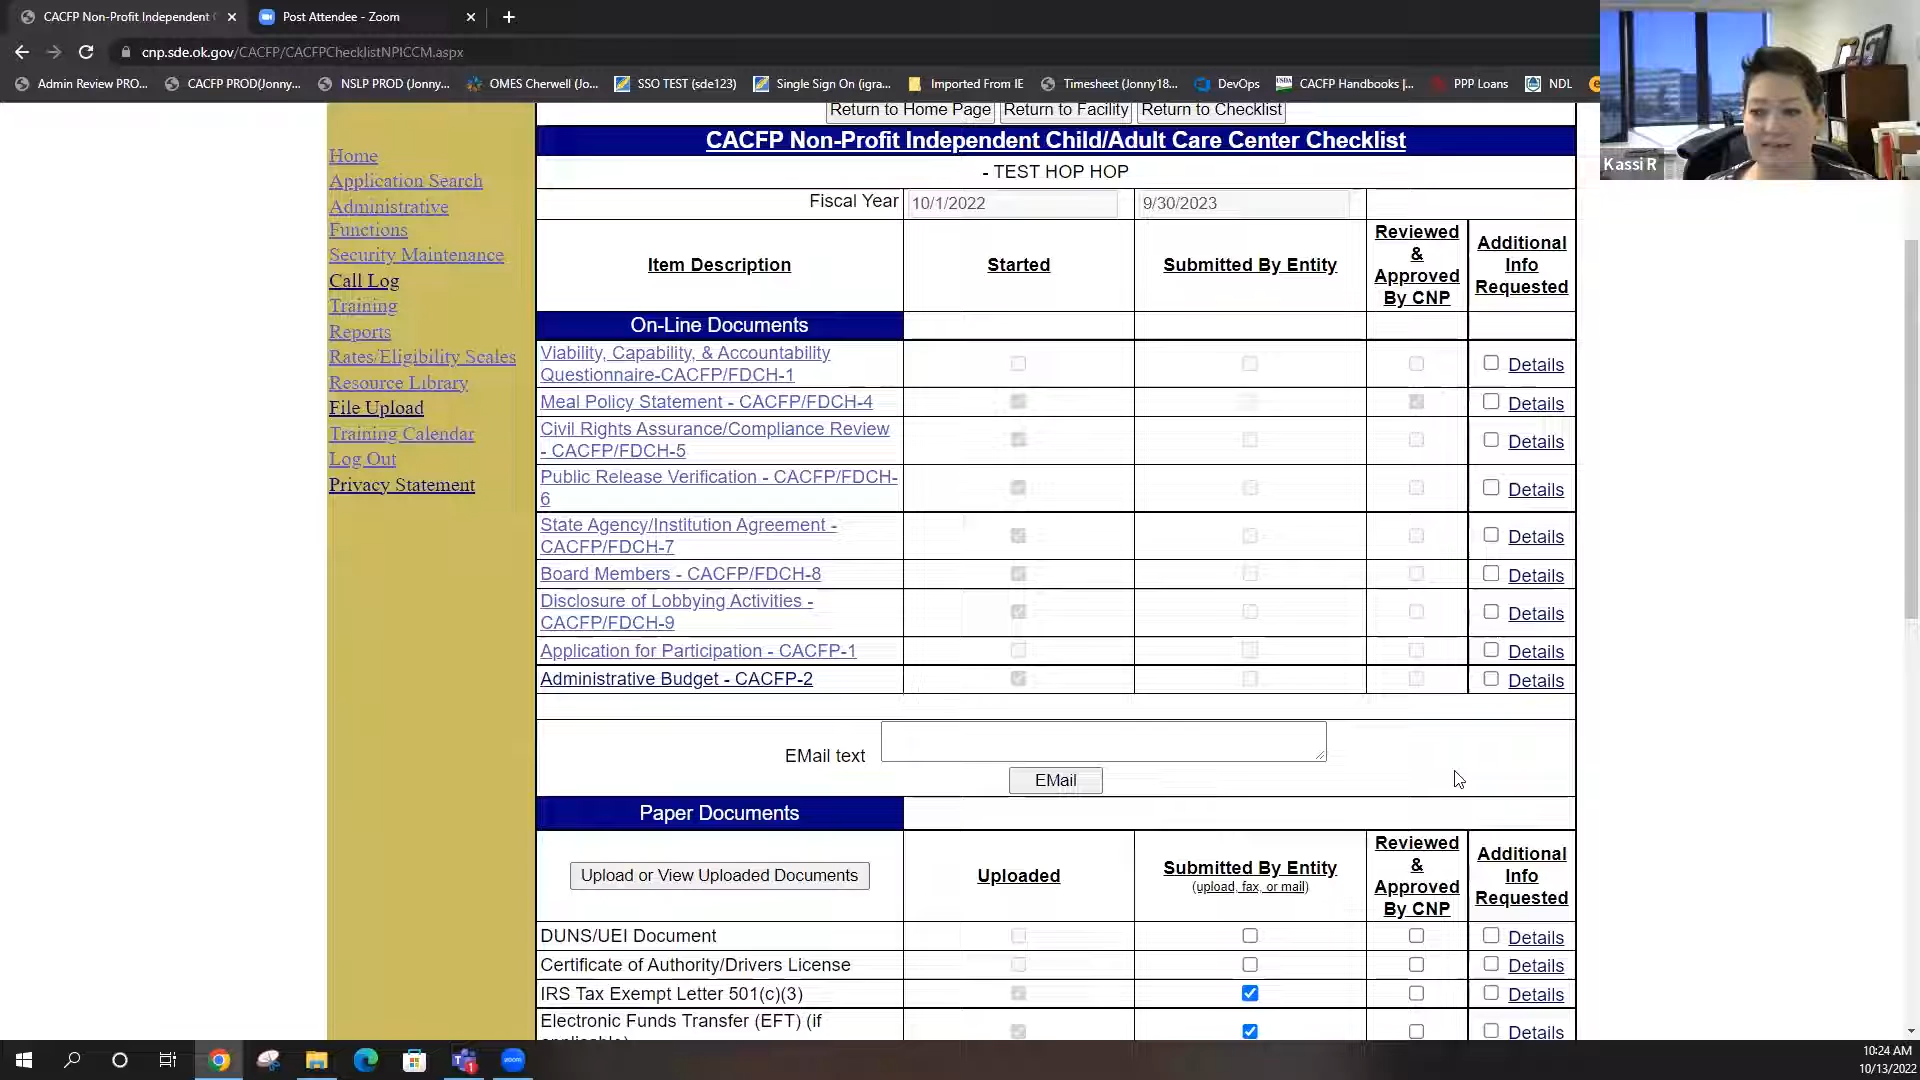 CACFP Non-Profit Independent C
Post Attendee - Zoom
cnp.sde.ok.gov/CACFP/CACFPChecklistNPICCM.aspx
Admin Review PRO...
CACFP PROD(Jonny...
NSLP PROD (Jonny...
OMES Cherwell (Jo...
SSO TEST (sde123)
Single Sign On (igra...
Imported From IE
Timesheet (Jonny18...
DevOps
CACFP Handbooks |...
PPP Loans
NDL
Kassi R
Home
Application Search
Administrative
Functions
Security Maintenance
Call Log
Training
Reports
Rates/Eligibility Scales
Resource Library
File Upload
Training Calendar
Log Out
Privacy Statement
Return to Home Page Return to Facility Return to Checklist
CACFP Non-Profit Independent Child/Adult Care Center Checklist
- TEST HOP HOP
Fiscal Year 10/1/2022 9/30/2023
Item Description
Started
Submitted By Entity
Reviewed
&
Approved
By CNP
Additional
Info
Requested
On-Line Documents
Viability, Capability, & Accountability
Questionnaire-CACFP/FDCH-1
Details
Meal Policy Statement - CACFP/FDCH-4
Details
Civil Rights Assurance/Compliance Review
- CACFP/FDCH-5
Details
Public Release Verification - CACFP/FDCH-
6
Details
State Agency/Institution Agreement -
CACFP/FDCH-7
Details
Board Members - CACFP/FDCH-8
Details
Disclosure of Lobbying Activities -
CACFP/FDCH-9
Details
Application for Participation - CACFP-1
Details
Administrative Budget - CACFP-2
Details
EMail text
EMail
Paper Documents
Upload or View Uploaded Documents
Uploaded
Submitted By Entity
(upload, fax, or mail)
Reviewed
&
Approved
By CNP
Additional
Info
Requested
DUNS/UEI Document
Details
Certificate of Authority/Drivers License
Details
IRS Tax Exempt Letter 501(c)(3)
Details
Electronic Funds Transfer (EFT) (if
Details
10:24 AM
10/13/2022